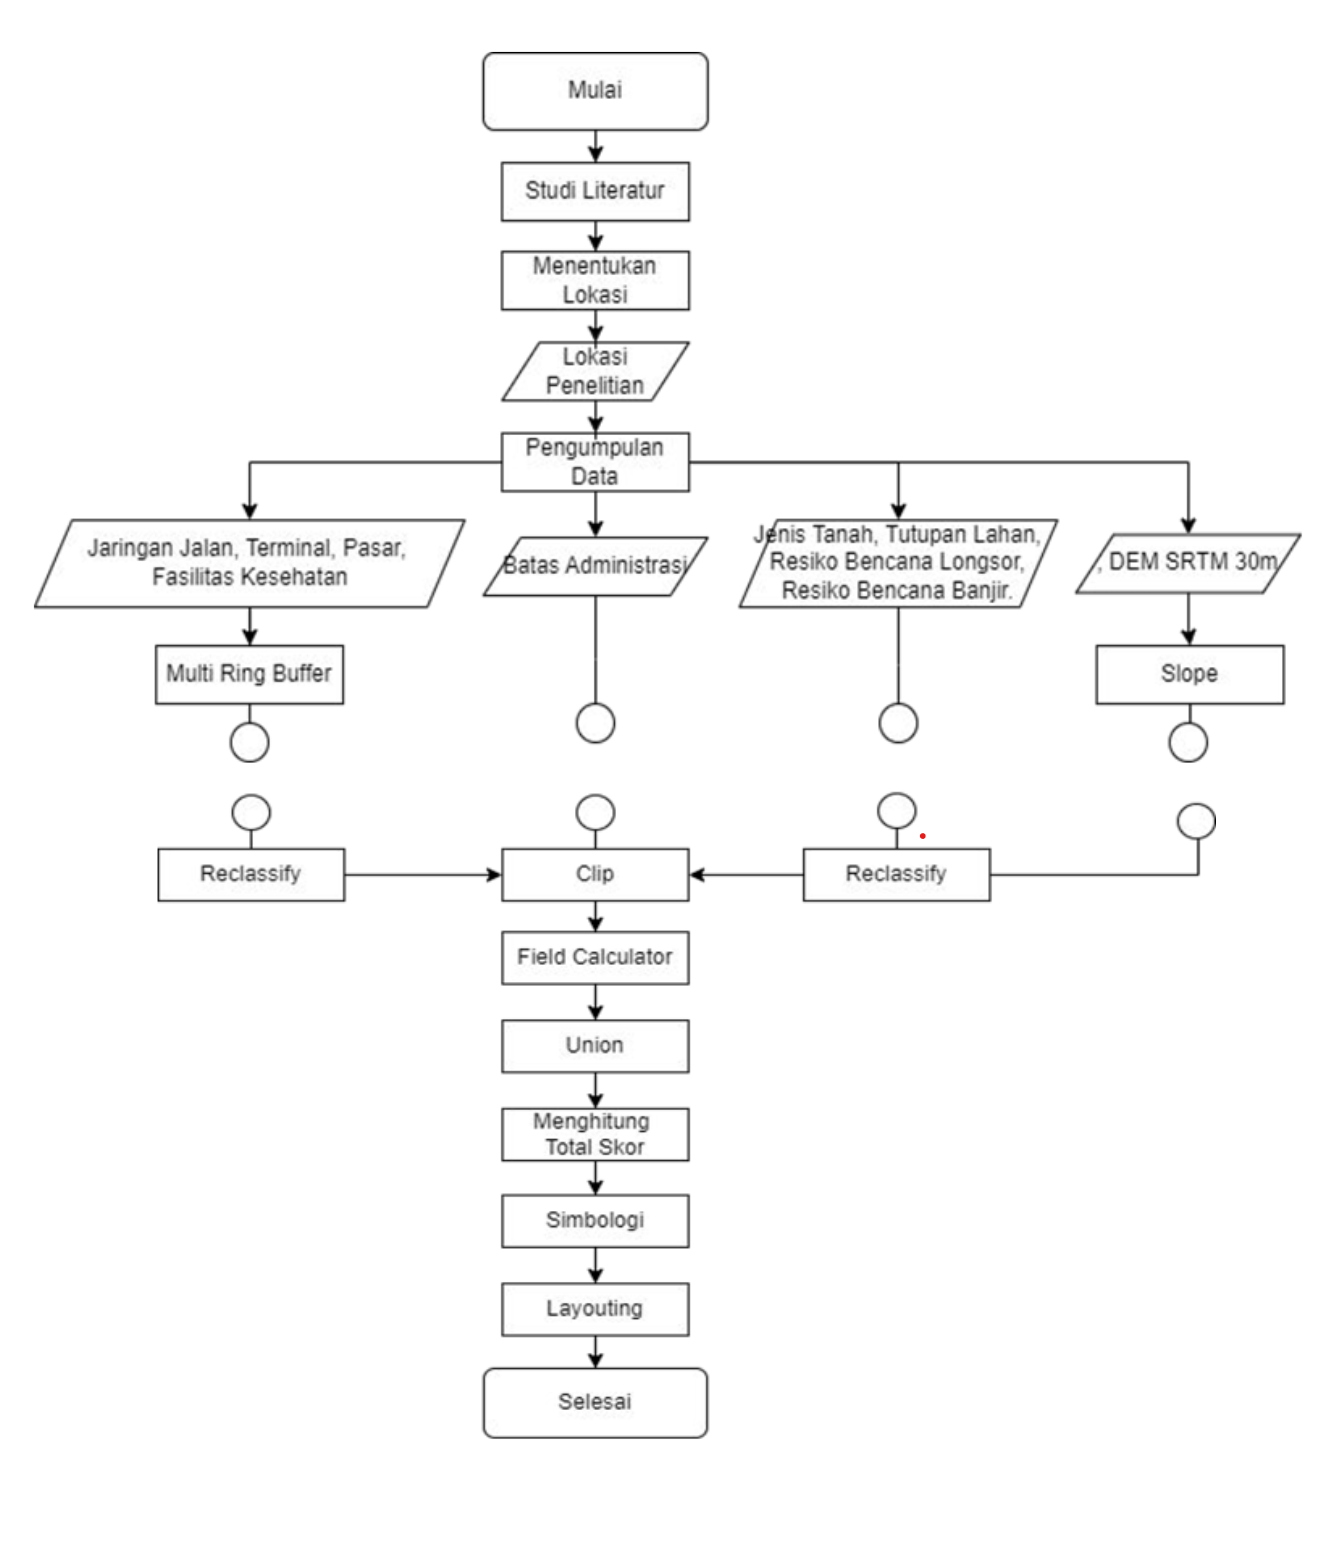 Mulai
Studi Literatur
Menentukan
Lokasi
Lokasi
Penelitian
Pengumpulan
Data
Jaringan Jalan, Terminal, Pasar,
Fasilitas Kesehatan
Batas Administrasi
Jenis Tanah, Tutupan Lahan,
Resiko Bencana Longsor,
Resiko Bencana Banjir.
, DEM SRTM 30m
Multi Ring Buffer
Slope
Reclassify
Clip
Reclassify
Field Calculator
Union
Menghitung
Total Skor
Simbologi
Layouting
Selesai